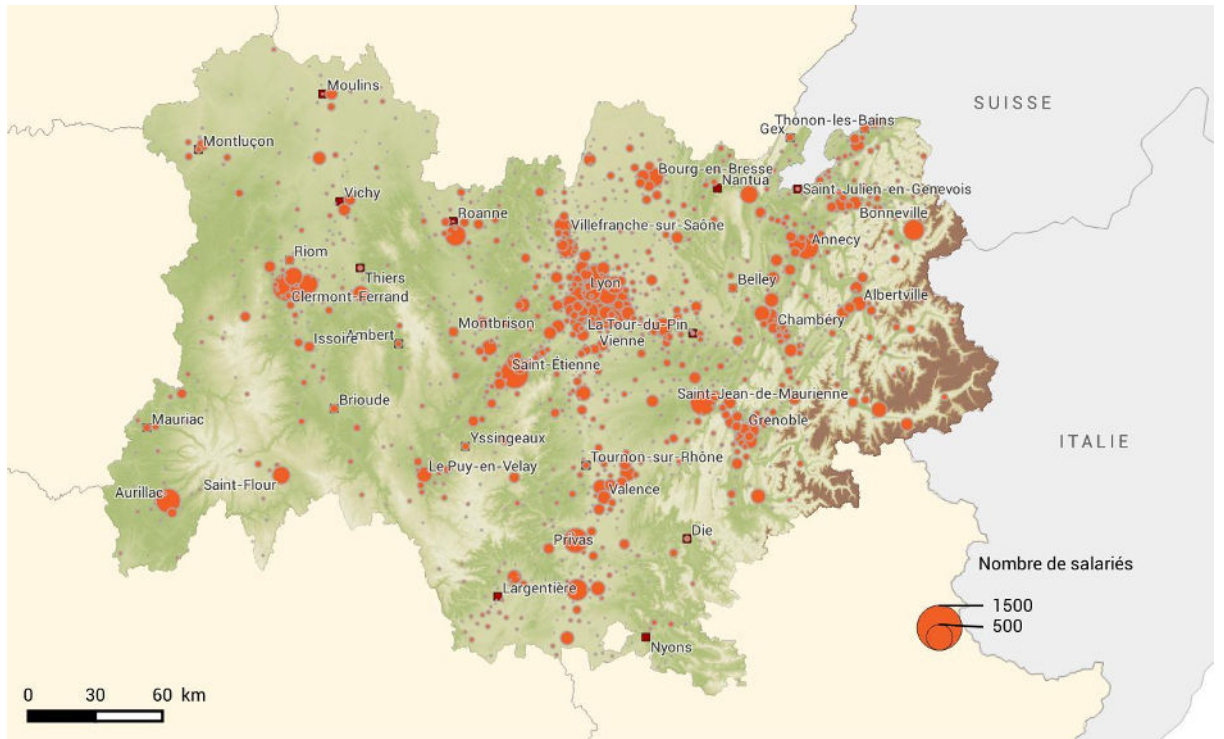 SUISSE
Moulins
Thonon-les-Bains
Gex
Montluçon
Bourg-en-Bresse
Nantua
Saint-Julien-en-Genevois
Vichy
Roanne
Bonneville
Villefranche-sur-Saône
Annecy
Riom
Thiers
Lyon
Belley
Clermont-Ferrand
Albertville
Chambéry
Montbrison
La Tour-du-Pin
Ambert
Issoire
Vienne
Saint-Étienne
Saint-Jean-de-Maurienne
Brioude
Mauriac
Grenoble
ITALIE
Yssingeaux
Tournon-sur-Rhône
Le Puy-en-Velay
Saint-Flour
Valence
Aurillac
Die
Privas
Largentière
Nyons
Nombre de salariés
1500
500
0 30 60 km